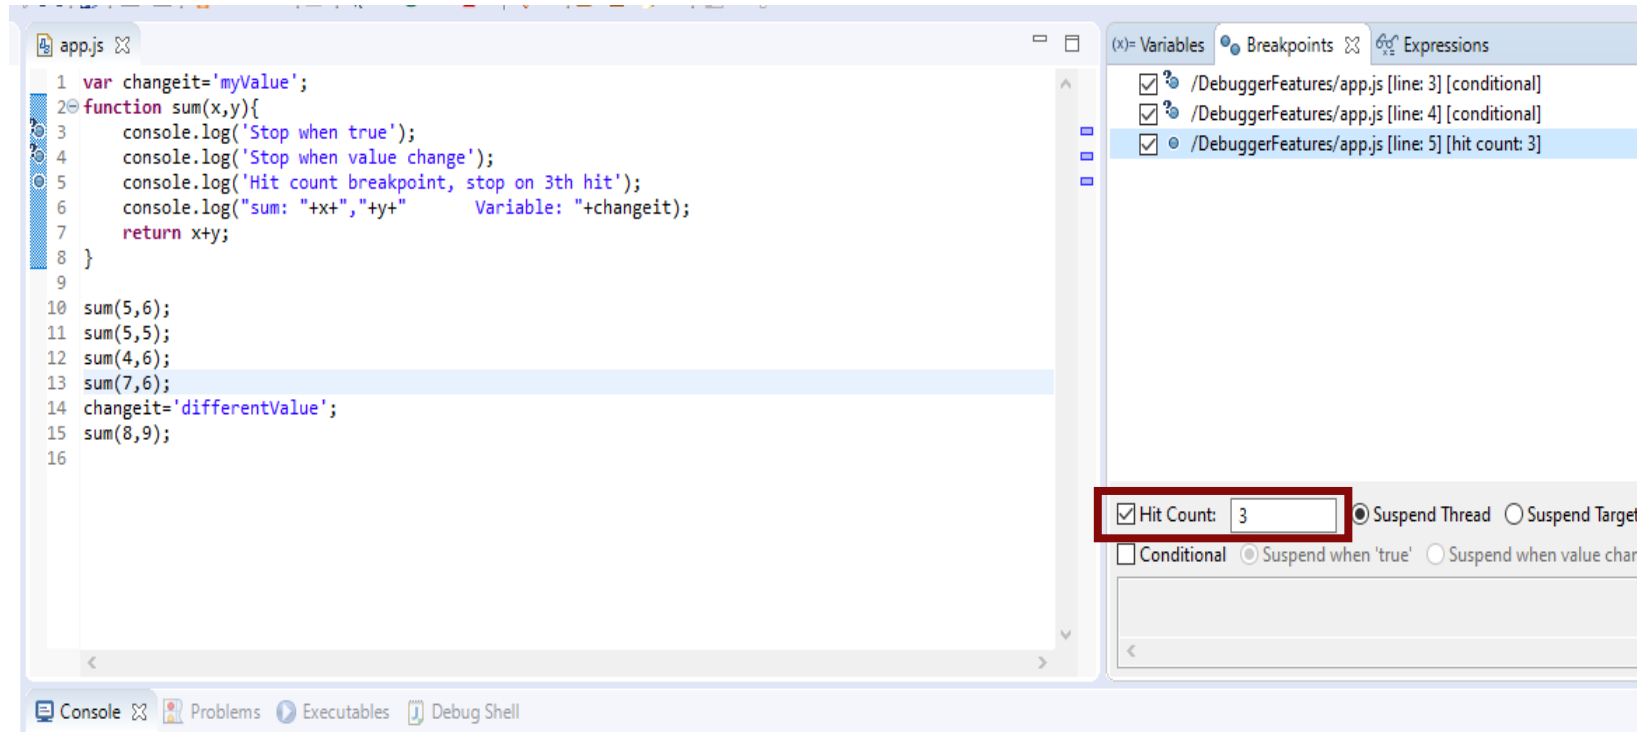 app.js
1 var changeit='myValue';
2 function sum(x,y){
3 console.log('Stop when true');
4 console.log('Stop when value change');
5 console.log('Hit count breakpoint, stop on 3th hit');
6 console.log("sum: "+x+","+y+"       Variable: "+changeit);
7 return x+y;
8 }
9
10 sum(5,6);
11 sum(5,5);
12 sum(4,6);
13 sum(7,6);
14 changeit='differentValue';
15 sum(8,9);
16
(x)= Variables Breakpoints Expressions
/DebuggerFeatures/app.js [line: 3] [conditional]
/DebuggerFeatures/app.js [line: 4] [conditional]
/DebuggerFeatures/app.js [line: 5] [hit count: 3]
Hit Count: 3 Suspend Thread Suspend Target
Conditional Suspend when 'true' Suspend when value
Console Problems Executables Debug Shell